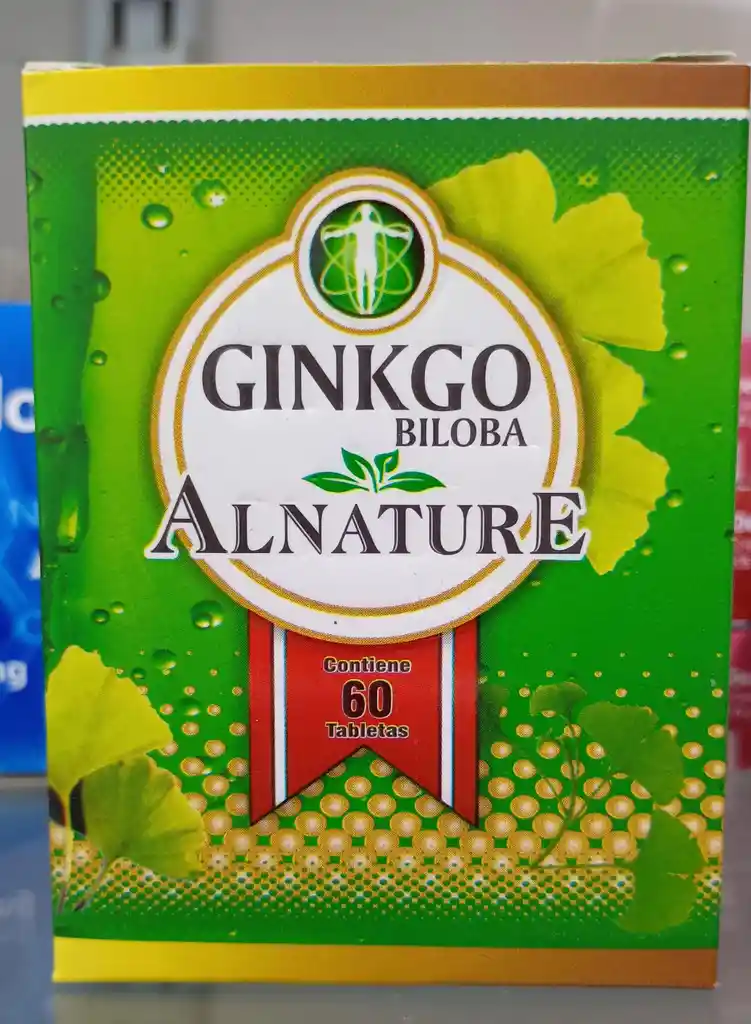 GINKGO
BILOBA
ALNATURE
Contiene
60
Tabletas